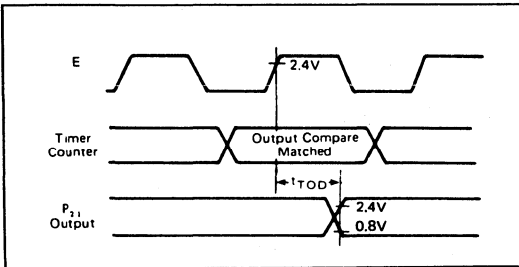 E
2.4V
Timer
Counter
Output Compare
Matched
tTOD
P21
Output
2.4V
0.8V